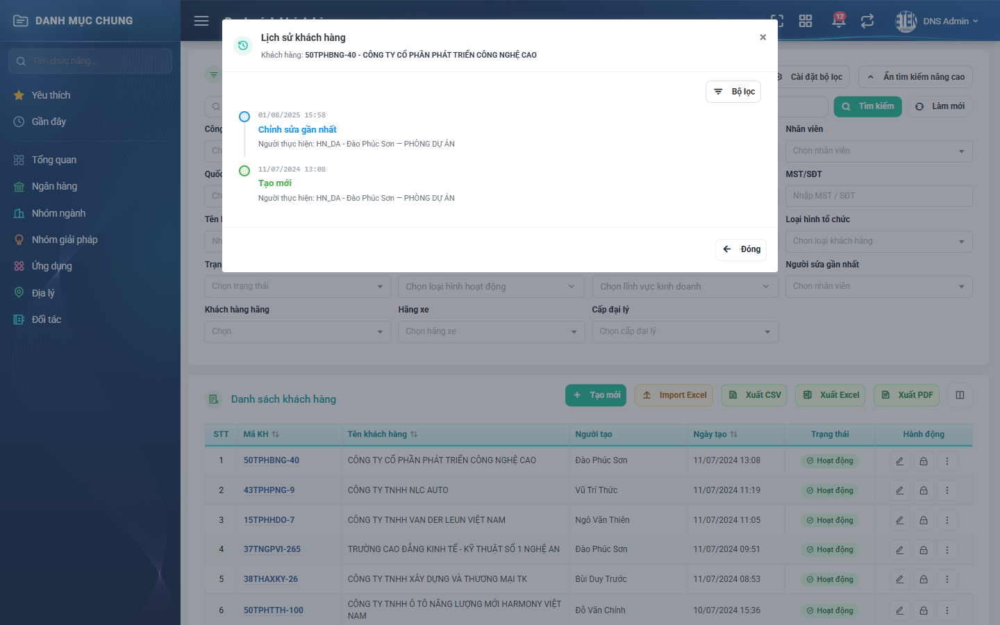 DANH MỤC CHUNG
Tìm chức năng...
Yêu thích
Gần đây
Tổng quan
Ngân hàng
Nhóm ngành
Nhóm giải pháp
Ứng dụng
Địa lý
Đối tác
12
DNS Admin
Lịch sử khách hàng
×
Khách hàng: 50TPHBNG-40 - CÔNG TY CỔ PHẦN PHÁT TRIỂN CÔNG NGHỆ CAO
Bộ lọc
01/08/2025 15:58
Chỉnh sửa gần nhất
Người thực hiện: HN_DA - Đào Phúc Sơn — PHÒNG DỰ ÁN
11/07/2024 13:08
Tạo mới
Người thực hiện: HN_DA - Đào Phúc Sơn — PHÒNG DỰ ÁN
Đóng
Cài đặt bộ lọc
Ẩn tìm kiếm nâng cao
Tìm kiếm
Làm mới
Nhân viên
Chọn nhân viên
MST/SĐT
Nhập MST / SĐT
Loại hình tổ chức
Chọn loại khách hàng
Người sửa gần nhất
Chọn trạng thái
Chọn loại hình hoạt động
Chọn lĩnh vực kinh doanh
Chọn nhân viên
Khách hàng hãng
Hãng xe
Cấp đại lý
Chọn
Chọn hãng xe
Chọn cấp đại lý
Danh sách khách hàng
Tạo mới
Import Excel
Xuất CSV
Xuất Excel
Xuất PDF
STT Mã KH Tên khách hàng Người tạo Ngày tạo Trạng thái Hành động
1 50TPHBNG-40 CÔNG TY CỔ PHẦN PHÁT TRIỂN CÔNG NGHỆ CAO Đào Phúc Sơn 11/07/2024 13:08 Hoạt động
2 43TPHPNG-9 CÔNG TY TNHH NLC AUTO Vũ Trí Thức 11/07/2024 11:19 Hoạt động
3 15TPHHDO-7 CÔNG TY TNHH VAN DER LEUN VIỆT NAM Ngô Văn Thiên 11/07/2024 11:05 Hoạt động
4 37TNGPVI-265 TRƯỜNG CAO ĐẲNG KINH TẾ - KỸ THUẬT SỐ 1 NGHỆ AN Đào Phúc Sơn 11/07/2024 09:51 Hoạt động
5 38THAXKY-26 CÔNG TY TNHH XÂY DỰNG VÀ THƯƠNG MẠI TK Bùi Duy Trước 11/07/2024 08:53 Hoạt động
6 50TPHTTH-100 CÔNG TY TNHH Ô TÔ NĂNG LƯỢNG MỚI HARMONY VIỆT NAM Đỗ Văn Chính 10/07/2024 15:36 Hoạt động